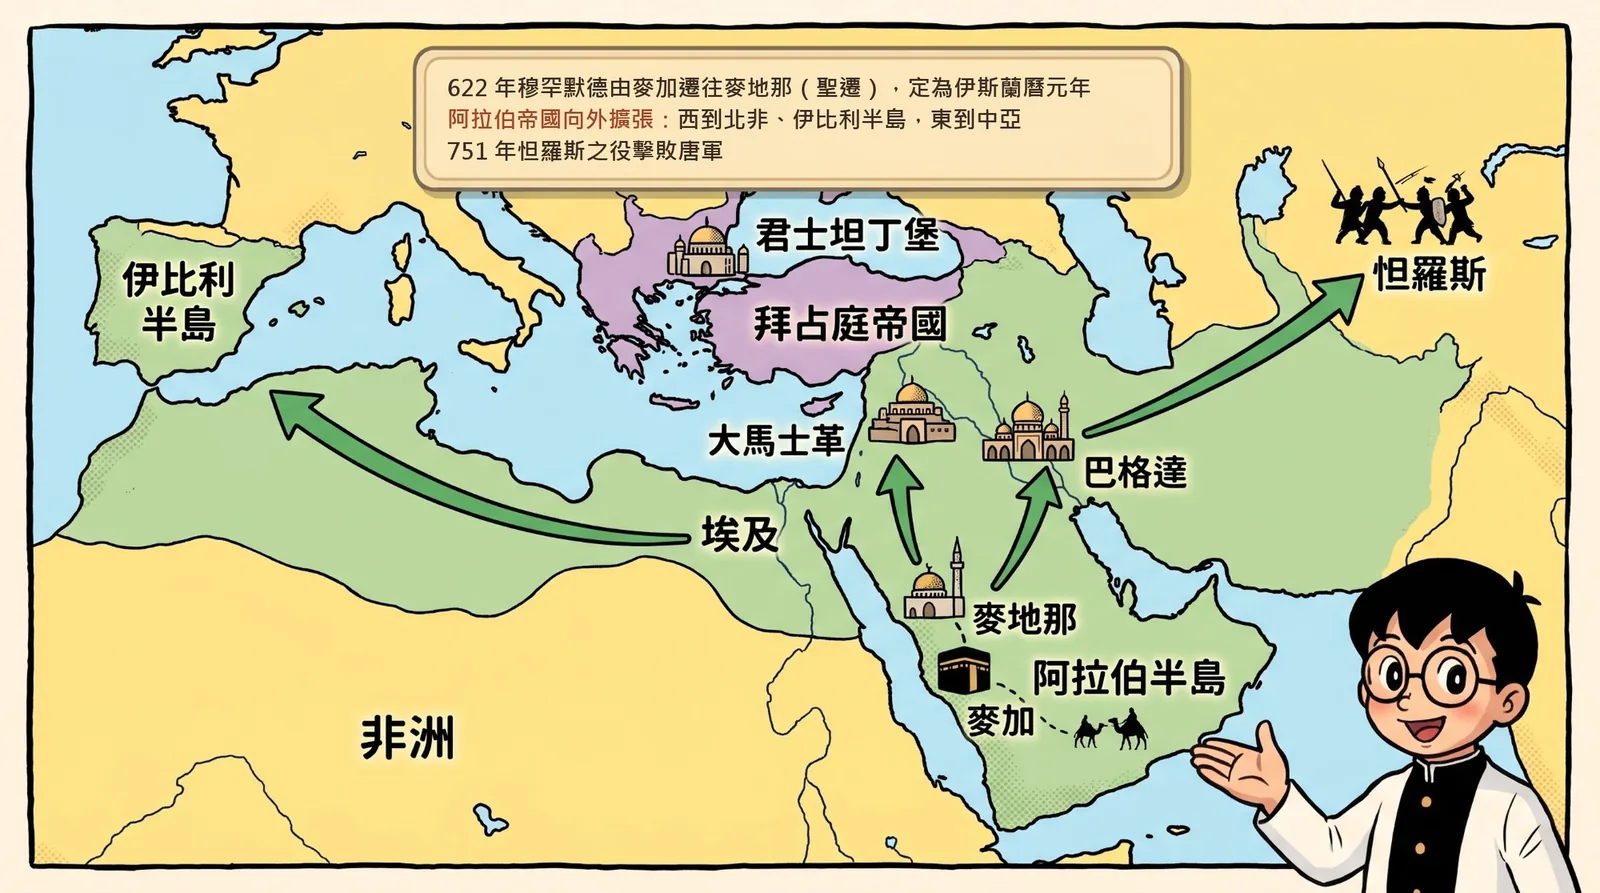 622 年穆罕默德由麥加遷往麥地那（聖遷），定為伊斯蘭曆元年
阿拉伯帝國向外擴張：西到北非、伊比利半島，東到中亞
751 年怛羅斯之役擊敗唐軍
君士坦丁堡
伊比利
半島
怛羅斯
拜占庭帝國
大馬士革
巴格達
埃及
麥地那
阿拉伯半島
麥加
非洲